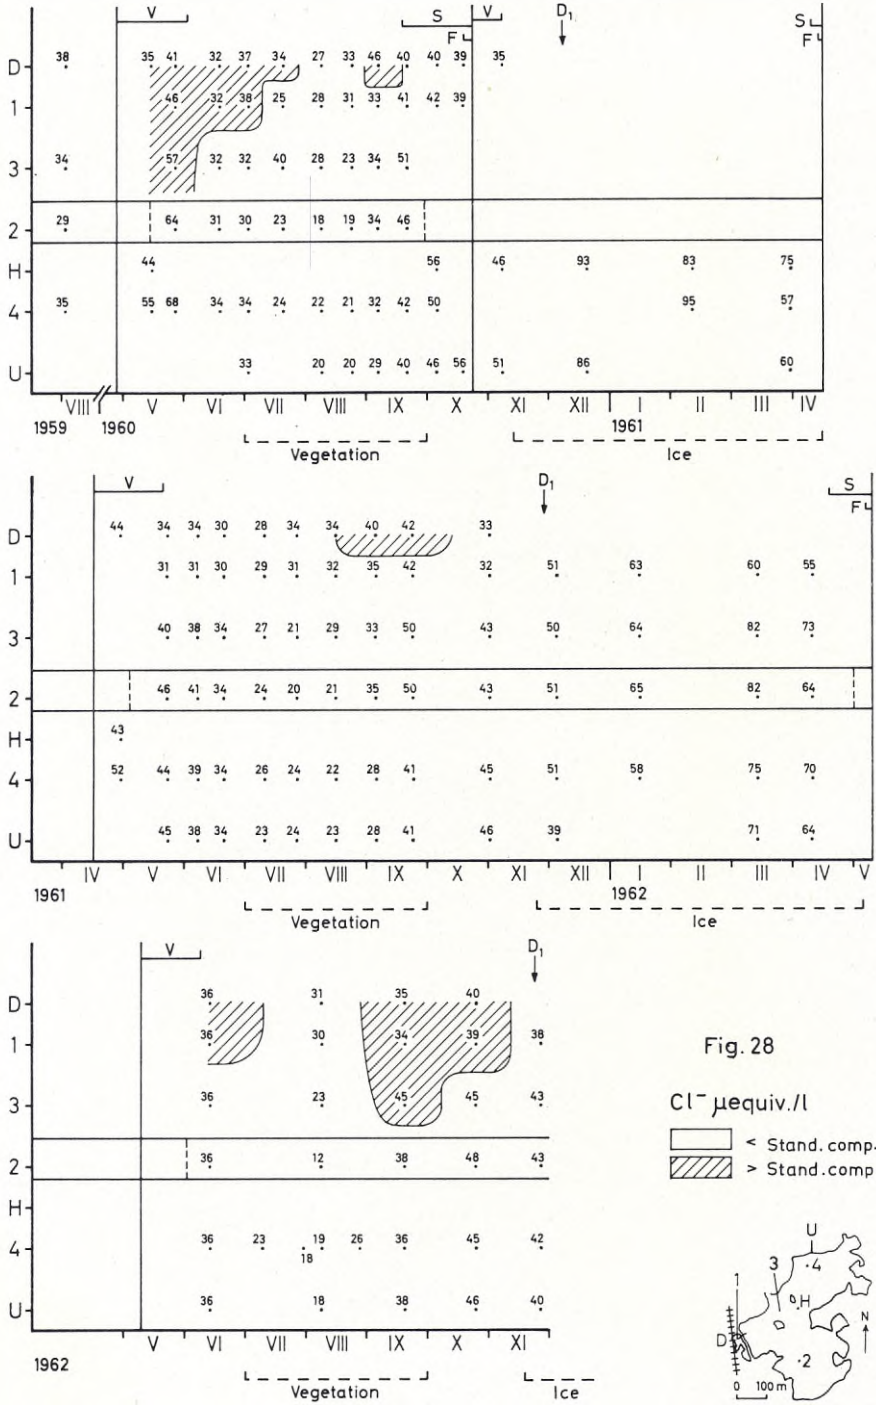 V S V D₁ S
F F
D 38 35 41 32 37 34 27 33 46 40 40 39 35
1 46 32 38 25 28 31 33 41 42 39
3 34 57 32 32 40 28 23 34 51
2 29 64 31 30 23 18 19 34 46
H 44 56 46 93 83 75
4 35 55 68 34 34 24 22 21 32 42 50 95 57
U 33 20 20 29 40 46 56 51 86 60
VIII V VI VII VIII IX X XI XII I II III IV
1959 1960 1961
Vegetation Ice
V D₁ S
F
D 44 34 34 30 28 34 34 40 42 33
1 31 31 30 29 31 32 35 42 32 51 63 60 55
3 40 38 34 27 21 29 33 50 43 50 64 82 73
2 46 41 34 24 20 21 35 50 43 51 65 82 64
H 43
4 52 44 39 34 26 24 22 28 41 45 51 58 75 70
U 45 38 34 23 24 23 28 41 46 39 71 64
IV V VI VII VIII IX X XI XII I II III IV V
1961 1962
Vegetation Ice
V D₁
D 36 31 35 40
1 36 30 34 39 38
3 36 23 45 45 43
2 36 12 38 48 43
H
4 36 23 18 19 26 36 45 42
U 36 18 38 46 40
V VI VII VIII IX X XI
1962
Vegetation Ice
Fig. 28
Cl⁻ µequiv./l
< Stand. comp.
> Stand. comp
U
1 3 4
H
D N
2
0 100 m